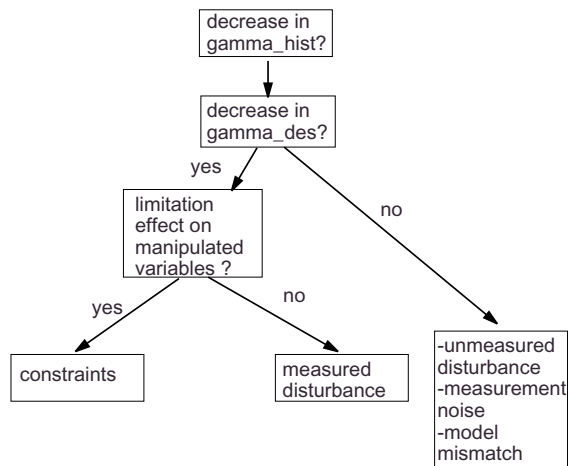 decrease in
gamma_hist?
decrease in
gamma_des?
yes
no
limitation
effect on
manipulated
variables ?
yes
no
constraints
measured
disturbance
-unmeasured
disturbance
-measurement
noise
-model
mismatch